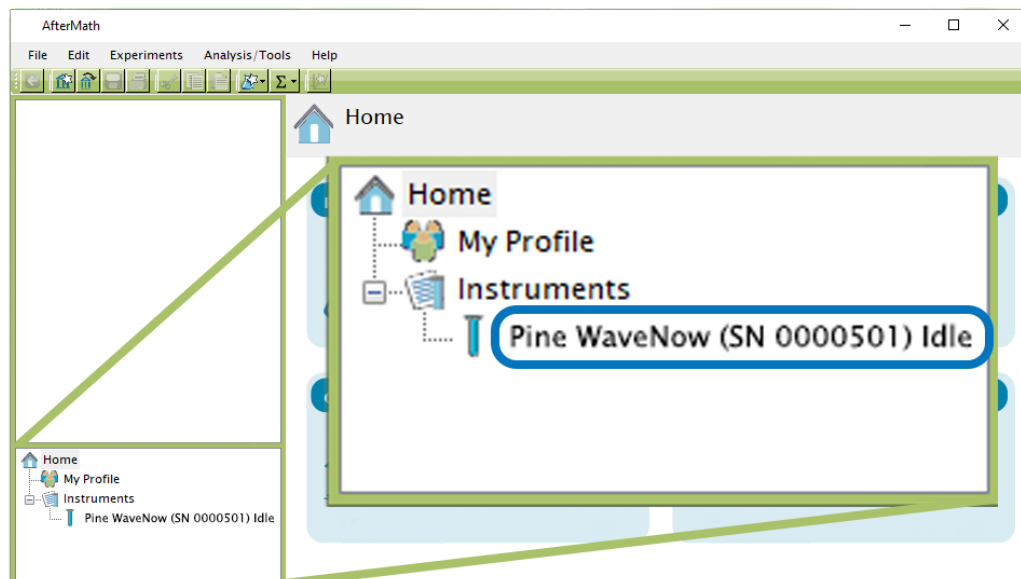 AfterMath
File Edit Experiments Analysis/Tools Help
Σ
Home
Home
My Profile
Instruments
Pine WaveNow (SN 0000501) Idle
Home
My Profile
Instruments
Pine WaveNow (SN 0000501) Idle